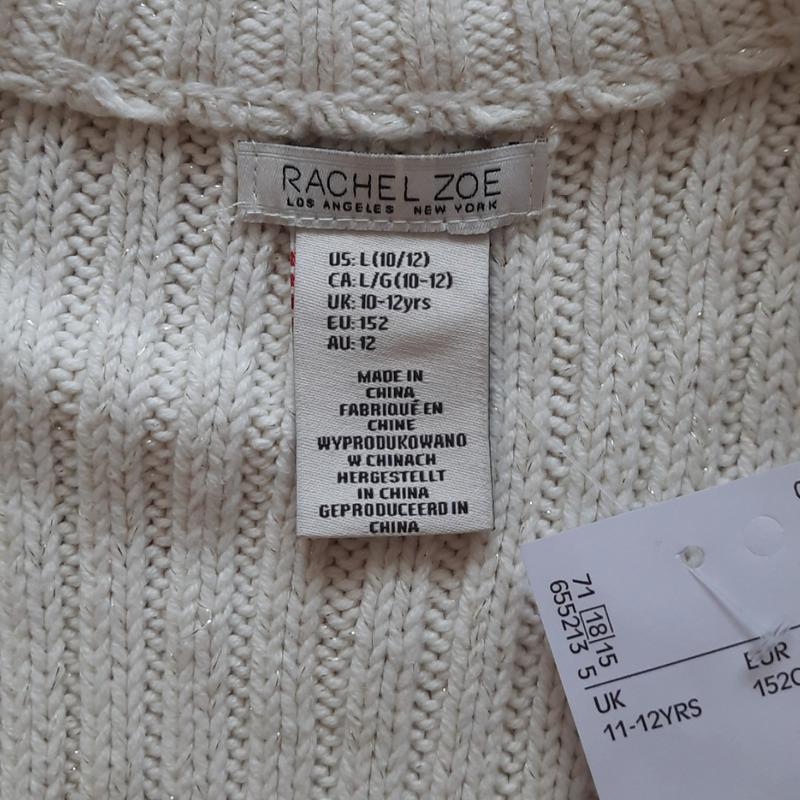 RACHEL ZOE
LOS ANGELES NEW YORK
US: L (10/12)
CA: L/G (10-12)
UK: 10-12yrs
EU: 152
AU: 12
MADE IN
CHINA
FABRIQUÉ EN
CHINE
WYPRODUKOWANO
W CHINACH
HERGESTELLT
IN CHINA
GEPRODUCEERD IN
CHINA
71 18 15
655213 5
UK
11-12YRS
EUR
152